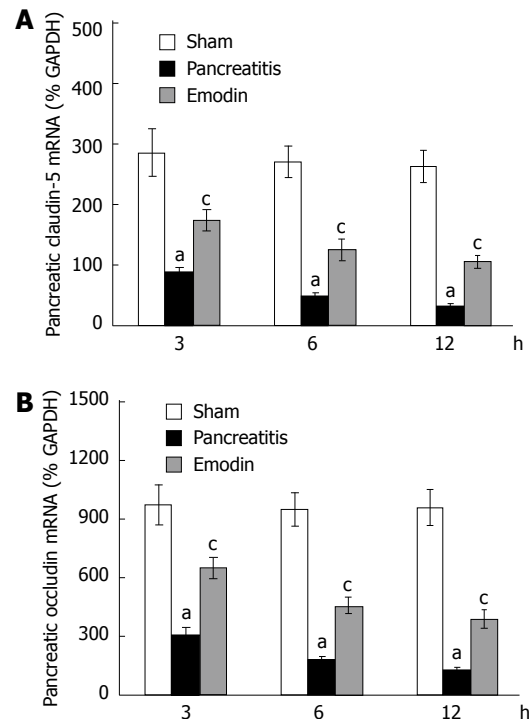 A
Pancreatic claudin-5 mRNA (% GAPDH)
500
400
300
200
100
0
Sham
Pancreatitis
Emodin
a
c
a
c
a
c
3 6 12 h
B
Pancreatic occludin mRNA (% GAPDH)
1500
1200
900
600
300
0
Sham
Pancreatitis
Emodin
a
c
a
c
a
c
3 6 12 h